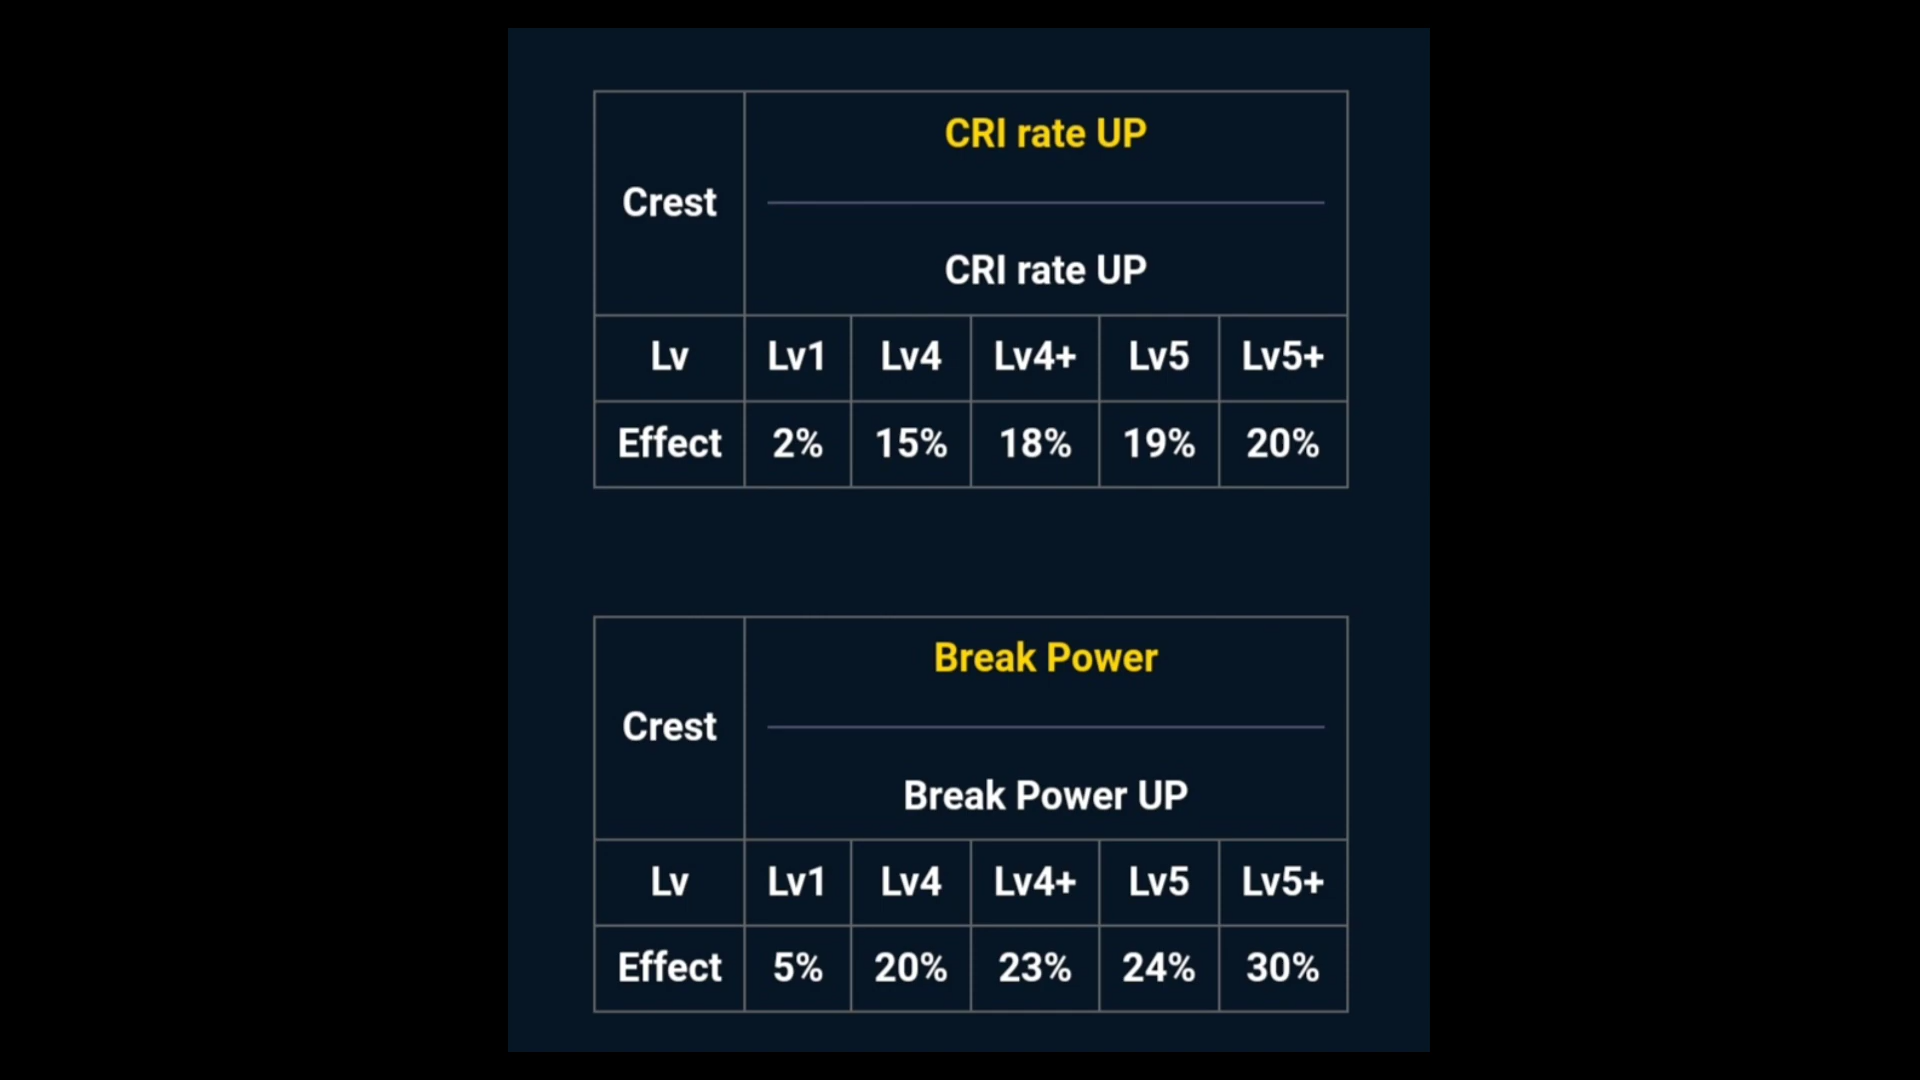 CRI rate UP
Crest
CRI rate UP
Lv Lv1 Lv4 Lv4+ Lv5 Lv5+
Effect 2% 15% 18% 19% 20%
Break Power
Crest
Break Power UP
Lv Lv1 Lv4 Lv4+ Lv5 Lv5+
Effect 5% 20% 23% 24% 30%